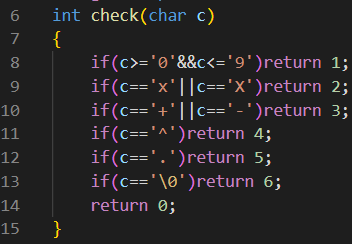 6 int check(char c)
7 {
8 if(c>='0'&&c<='9')return 1;
9 if(c=='x'||c=='X')return 2;
10 if(c=='+'||c=='-')return 3;
11 if(c=='^')return 4;
12 if(c=='.')return 5;
13 if(c=='\0')return 6;
14 return 0;
15 }